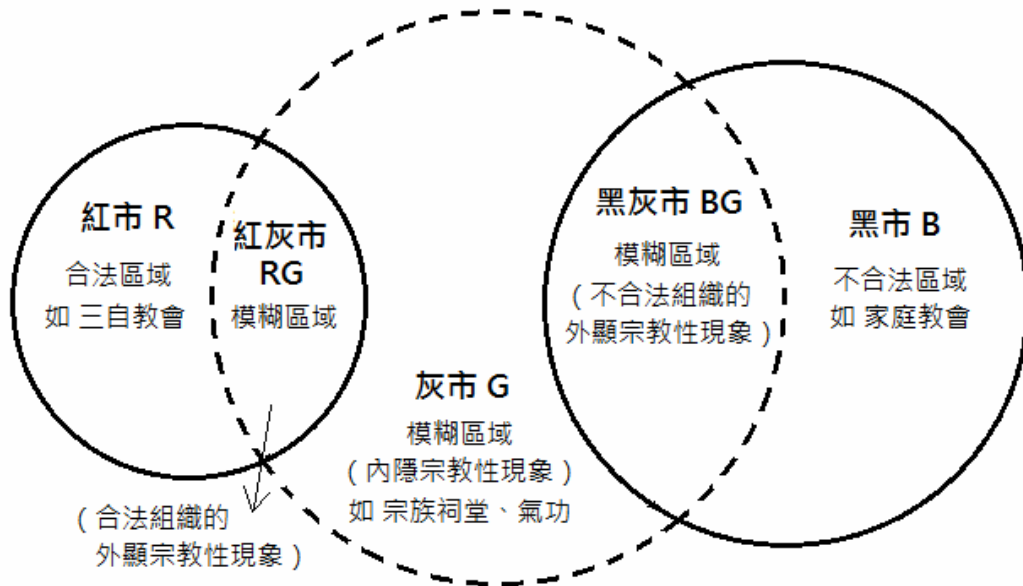 紅市 R
合法區域
如 三自教會
紅灰市
RG
模糊區域
(合法組織的
外顯宗教性現象)
灰市 G
模糊區域
(內隱宗教性現象)
如 宗族祠堂、氣功
黑灰市 BG
模糊區域
(不合法組織的
外顯宗教性現象)
黑市 B
不合法區域
如 家庭教會